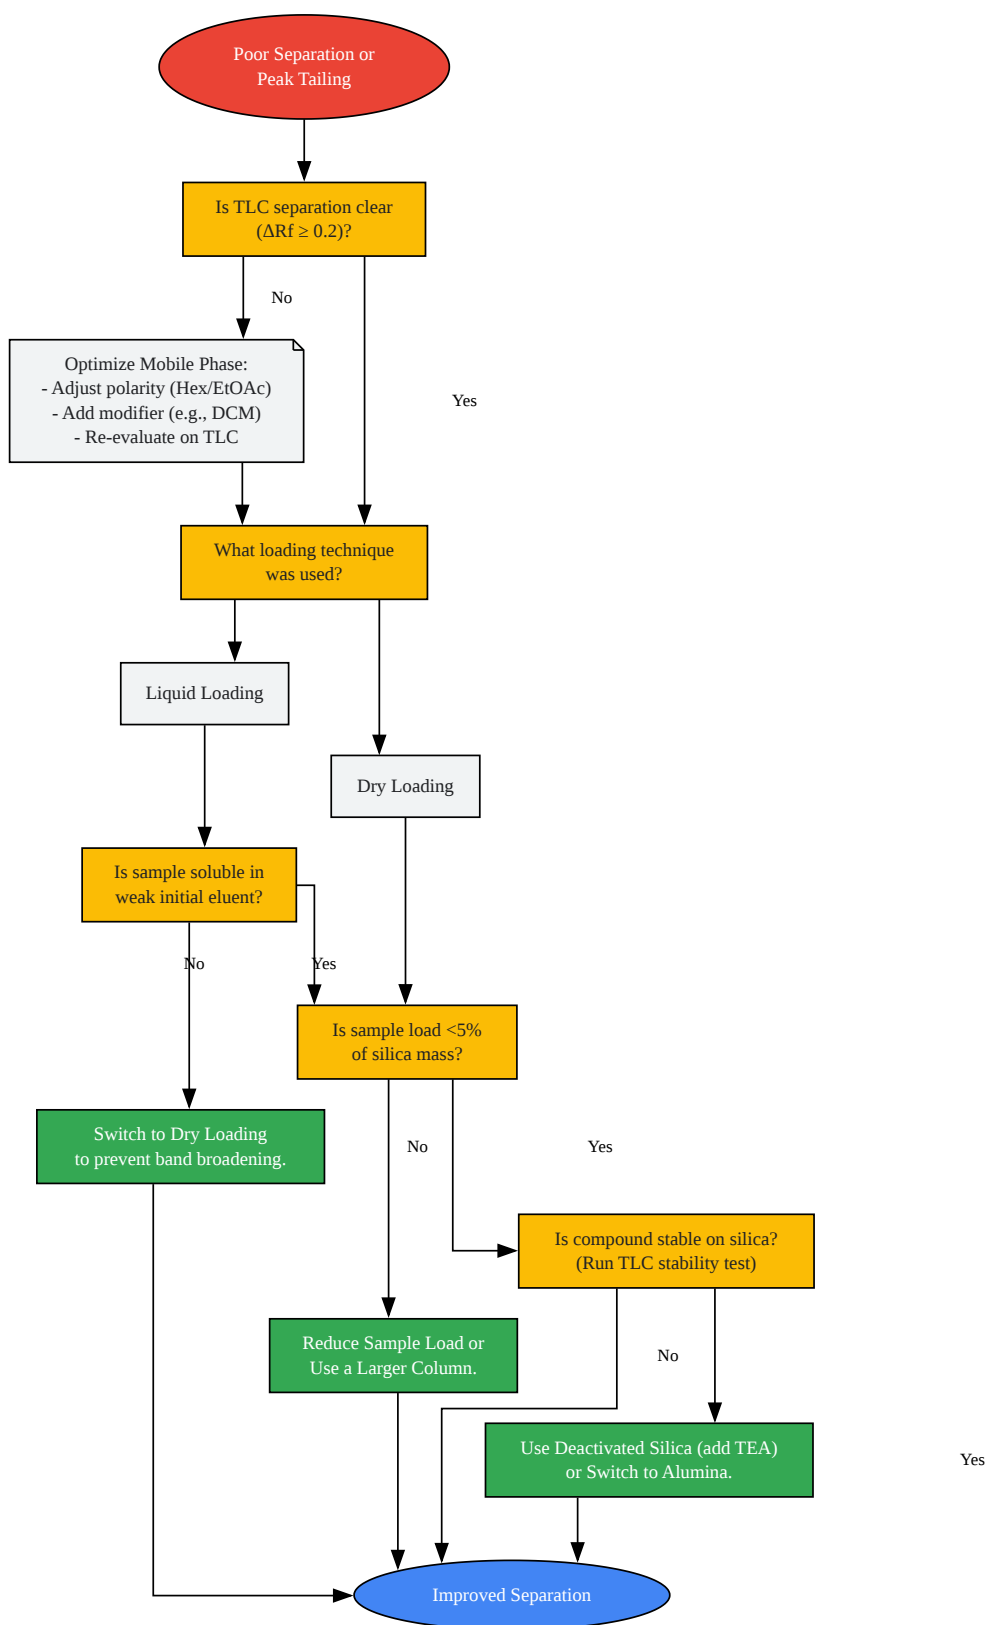 Poor Separation or
Peak Tailing
Is TLC separation clear
(ΔRf ≥ 0.2)?
No
Optimize Mobile Phase:
- Adjust polarity (Hex/EtOAc)
- Add modifier (e.g., DCM)
- Re-evaluate on TLC
Yes
What loading technique
was used?
Liquid Loading
Dry Loading
Is sample soluble in
weak initial eluent?
No
Yes
Is sample load <5%
of silica mass?
Switch to Dry Loading
to prevent band broadening.
No
Yes
Is compound stable on silica?
(Run TLC stability test)
Reduce Sample Load or
Use a Larger Column.
No
Use Deactivated Silica (add TEA)
or Switch to Alumina.
Yes
Improved Separation